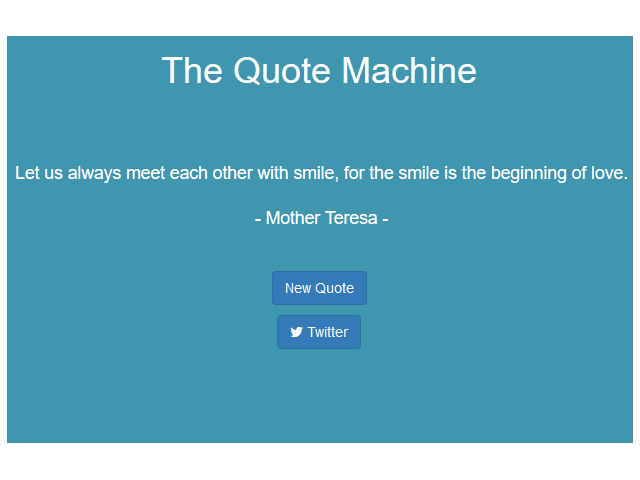 The Quote Machine
Let us always meet each other with smile, for the smile is the beginning of love.
- Mother Teresa -
New Quote
Twitter